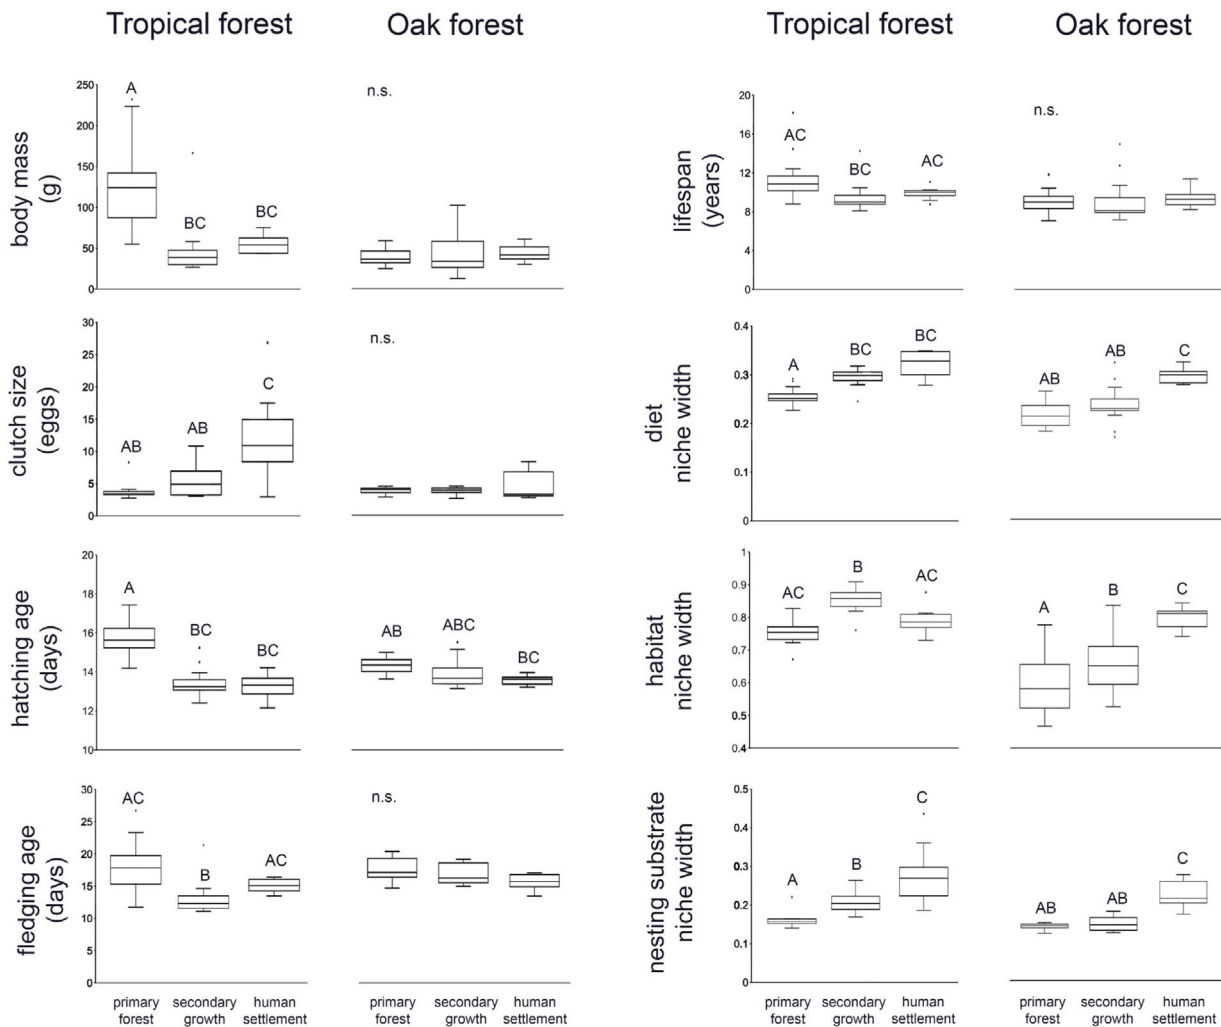 Tropical forest
Oak forest
Tropical forest
Oak forest
body mass
(g)
250
200
150
100
50
0
A
BC
BC
n.s.
lifespan
(years)
20
16
12
8
4
0
AC
BC
AC
n.s.
clutch size
(eggs)
30
25
20
15
10
5
0
AB
AB
C
n.s.
diet
niche width
0.4
0.3
0.2
0.1
0
A
BC
BC
AB
AB
C
hatching age
(days)
20
18
16
14
12
10
A
BC
BC
AB
ABC
BC
habitat
niche width
1
0.9
0.8
0.7
0.6
0.5
0.4
AC
B
AC
A
B
C
fledging age
(days)
30
25
20
15
10
5
0
AC
B
AC
n.s.
nesting substrate
niche width
0.5
0.4
0.3
0.2
0.1
0
A
B
C
AB
AB
C
primary
forest
secondary
growth
human
settlement
primary
forest
secondary
growth
human
settlement
primary
forest
secondary
growth
human
settlement
primary
forest
secondary
growth
human
settlement